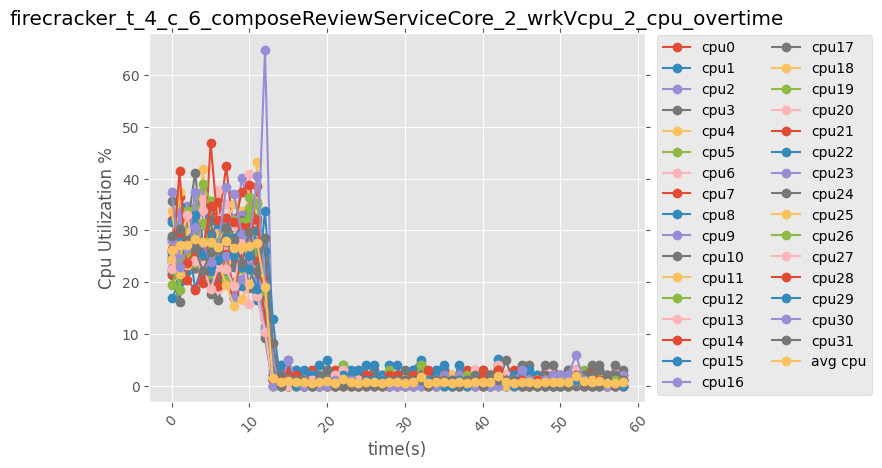 firecracker_t_4_c_6_composeReviewServiceCore_2_wrkVcpu_2_cpu_overtime
Cpu Utilization %
60
50
40
30
20
10
0
0
10
20
30
40
50
60
time(s)
cpu0
cpu1
cpu2
cpu3
cpu4
cpu5
cpu6
cpu7
cpu8
cpu9
cpu10
cpu11
cpu12
cpu13
cpu14
cpu15
cpu16
cpu17
cpu18
cpu19
cpu20
cpu21
cpu22
cpu23
cpu24
cpu25
cpu26
cpu27
cpu28
cpu29
cpu30
cpu31
avg cpu